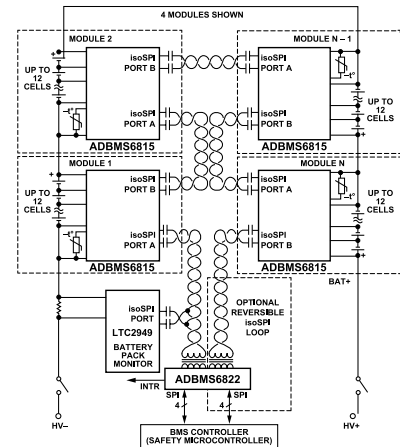 4 MODULES SHOWN
MODULE 2
isoSPI
PORT B
UP TO
12
CELLS
+
–t°
isoSPI
PORT A
ADBMS6815
MODULE N – 1
isoSPI
PORT A
–t°
UP TO
12
CELLS
isoSPI
PORT B
+
ADBMS6815
MODULE 1
+
isoSPI
PORT B
UP TO
12
CELLS
–t°
isoSPI
PORT A
ADBMS6815
MODULE N
isoSPI
PORT A
–t°
UP TO
12
CELLS
isoSPI
PORT B
+
ADBMS6815
BAT+
isoSPI
PORT
LTC2949
BATTERY
PACK
MONITOR
OPTIONAL
REVERSIBLE
isoSPI
LOOP
ADBMS6822
INTR
SPI
SPI
4
4
HV–
HV+
BMS CONTROLLER
(SAFETY MICROCONTROLLER)